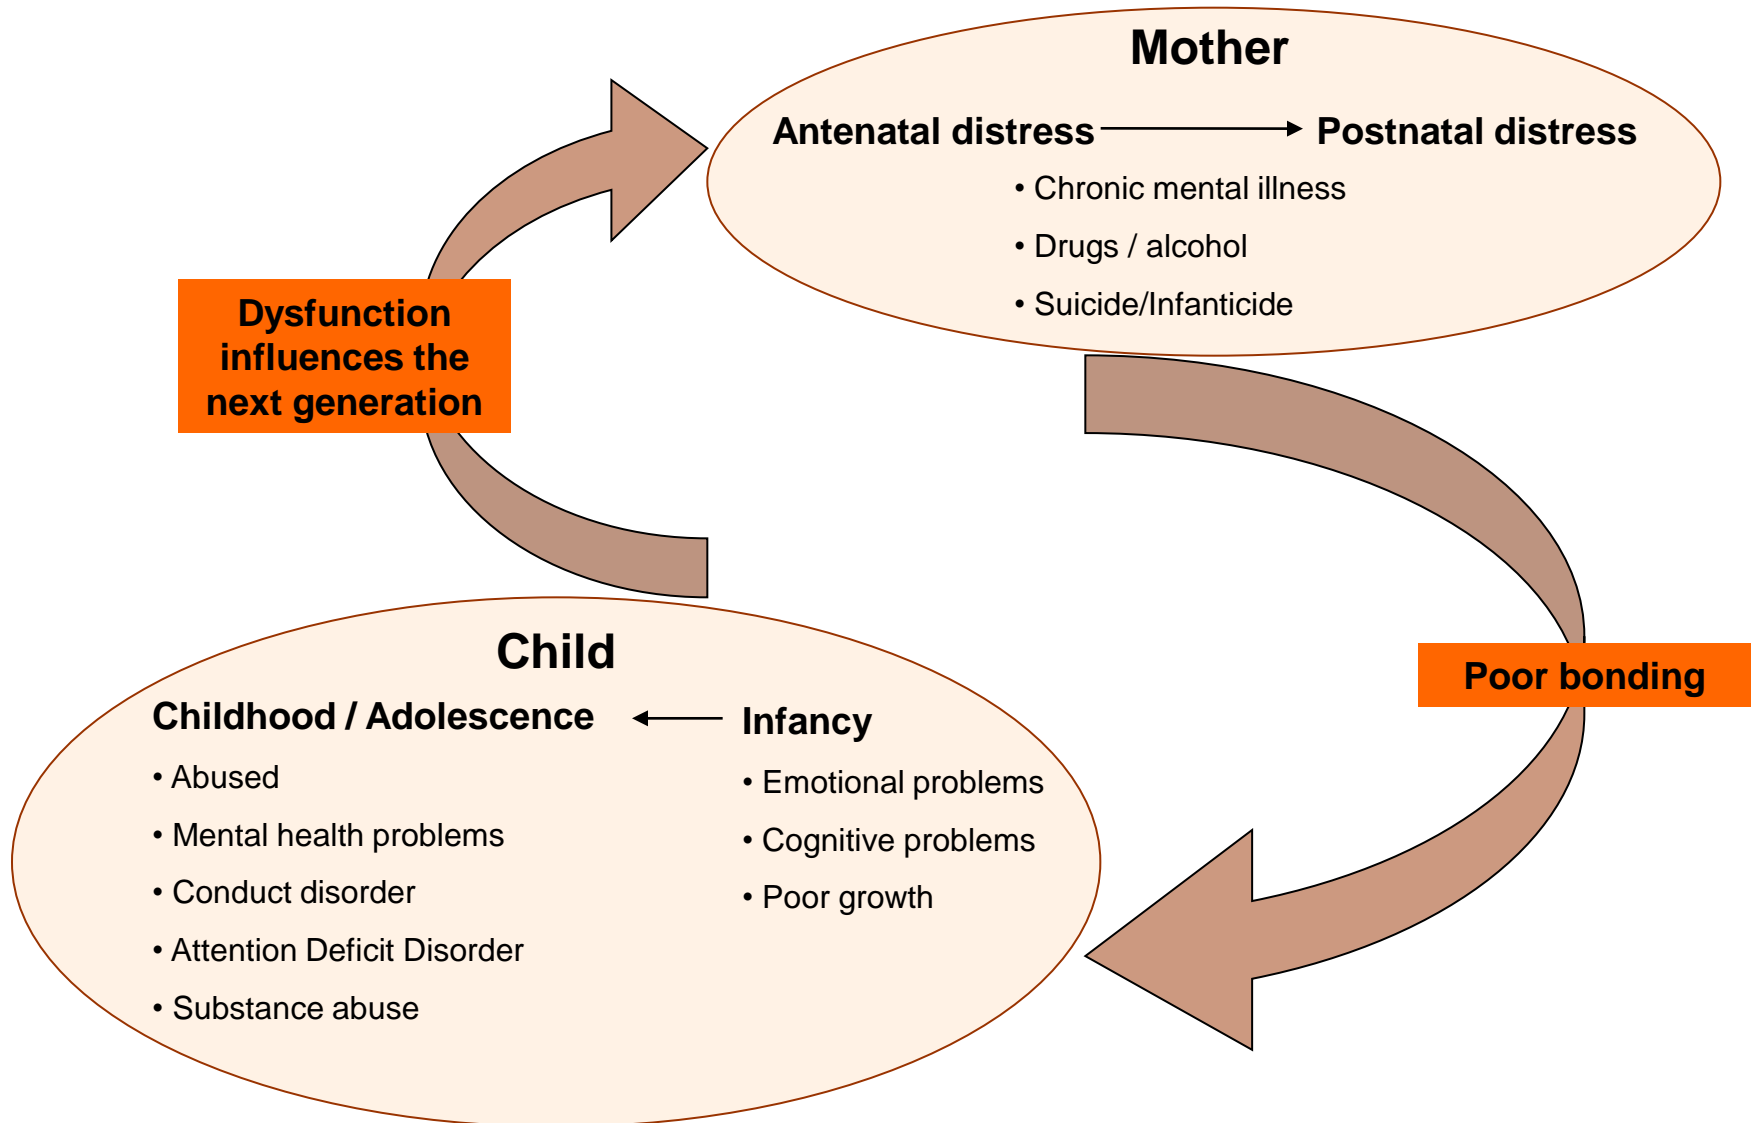 Mother
Antenatal distress
Postnatal distress
• Chronic mental illness
• Drugs / alcohol
• Suicide/Infanticide
Dysfunction
influences the
next generation
Poor bonding
Child
Childhood / Adolescence
• Abused
• Mental health problems
• Conduct disorder
• Attention Deficit Disorder
• Substance abuse
Infancy
• Emotional problems
• Cognitive problems
• Poor growth